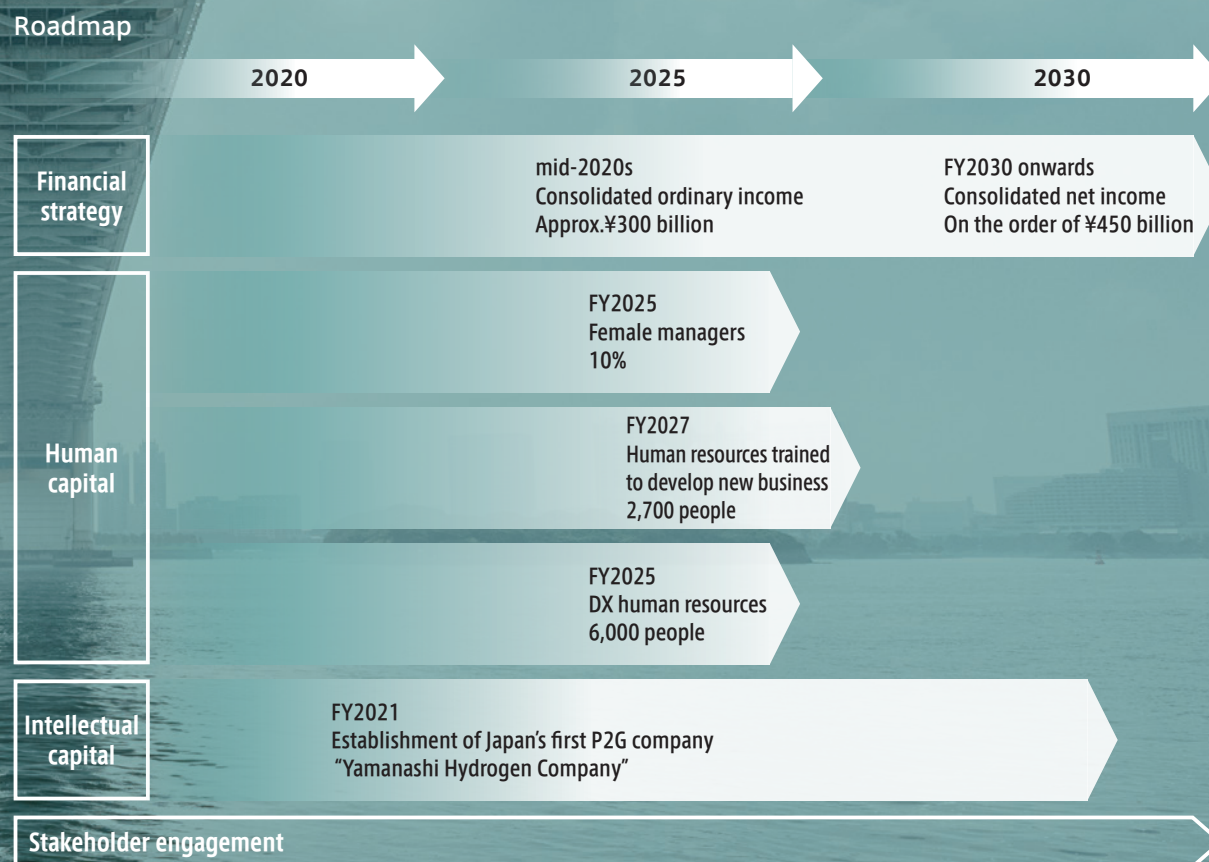 Roadmap
2020
2025
2030
Financial
strategy
mid-2020s
Consolidated ordinary income
Approx.¥300 billion
FY2030 onwards
Consolidated net income
On the order of ¥450 billion
Human
capital
FY2025
Female managers
10%
FY2027
Human resources trained
to develop new business
2,700 people
FY2025
DX human resources
6,000 people
Intellectual
capital
FY2021
Establishment of Japan’s first P2G company
“Yamanashi Hydrogen Company”
Stakeholder engagement